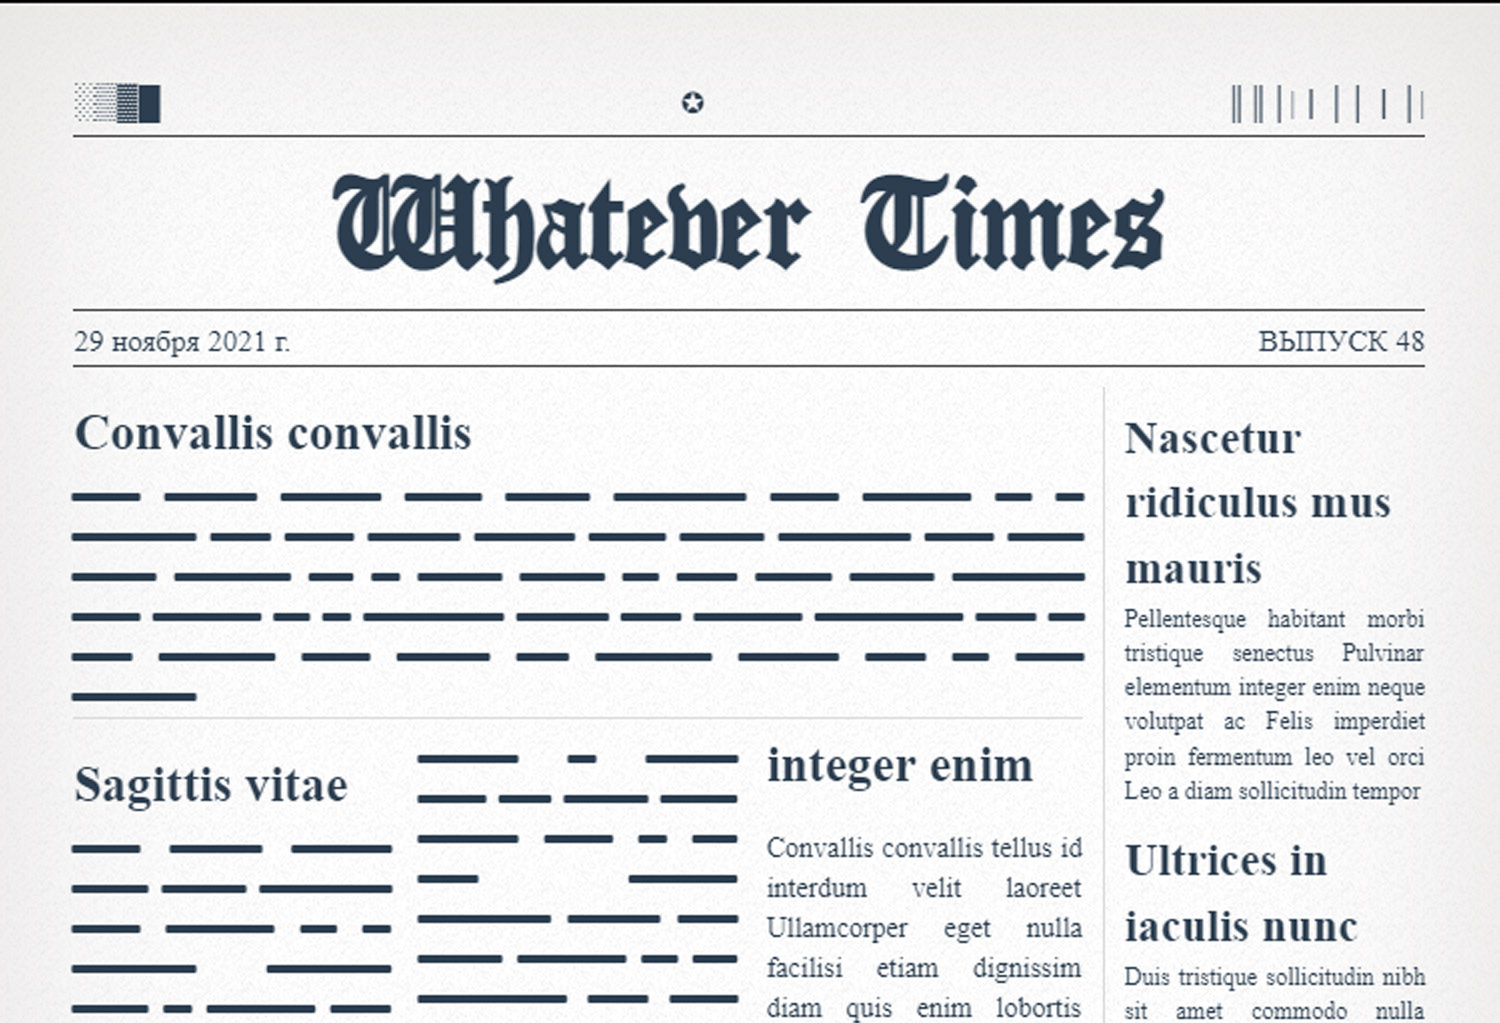 Whatever Times
29 ноября 2021 г.
ВЫПУСК 48
Convallis convallis
Sagittis vitae
integer enim
Convallis convallis tellus id
interdum velit laoreet
Ullamcorper eget nulla
facilisi etiam dignissim
diam quis enim lobortis
Nascetur
ridiculus mus
mauris
Pellentesque habitant morbi
tristique senectus Pulvinar
elementum integer enim neque
volutpat ac Felis imperdiet
proin fermentum leo vel orci
Leo a diam sollicitudin tempor
Ultrices in
iaculis nunc
Duis tristique sollicitudin nibh
sit amet commodo nulla